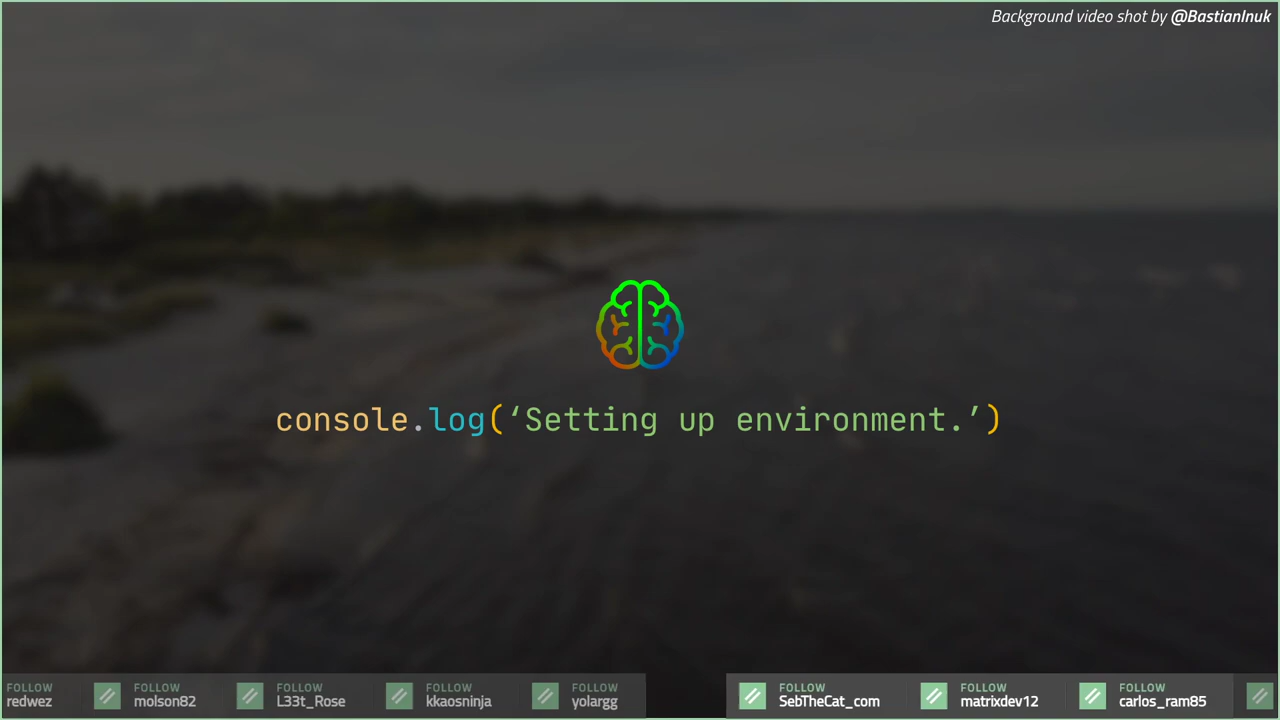 Background video shot by @BastianInuk
console.log(‘Setting up environment.’)
FOLLOW
redwez
FOLLOW
molson82
FOLLOW
L33t_Rose
FOLLOW
kkaosninja
FOLLOW
yolargg
FOLLOW
SebTheCat_com
FOLLOW
matrixdev12
FOLLOW
carlos_ram85